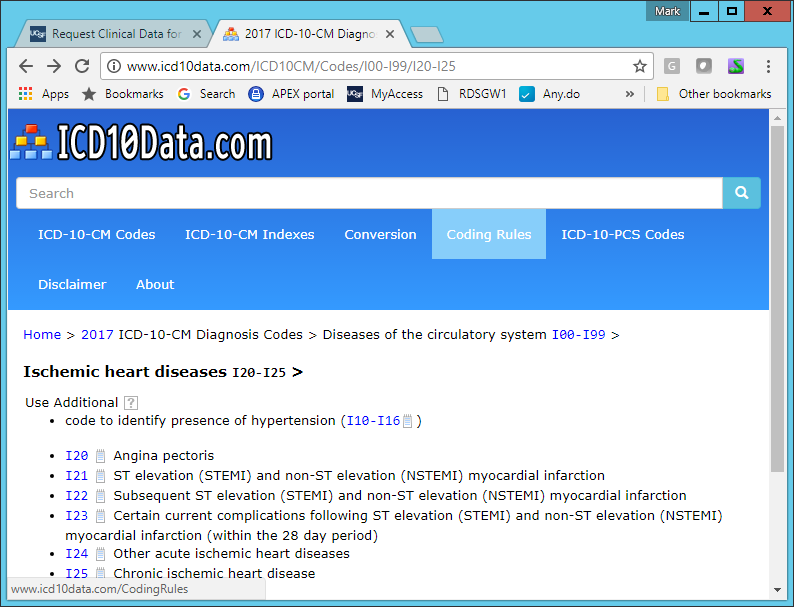 Mark
UCSF Request Clinical Data for
2017 ICD-10-CM Diagno
www.icd10data.com/ICD10CM/Codes/I00-I99/I20-I25
G
Apps Bookmarks G Search APEX portal UCSF MyAccess RDSGW1 Any.do » Other bookmarks
ICD10Data.com
Search
ICD-10-CM Codes ICD-10-CM Indexes Conversion Coding Rules ICD-10-PCS Codes
Disclaimer About
Home > 2017 ICD-10-CM Diagnosis Codes > Diseases of the circulatory system I00-I99 >
Ischemic heart diseases I20-I25 >
Use Additional ?
• code to identify presence of hypertension (I10-I16 )
• I20 Angina pectoris
• I21 ST elevation (STEMI) and non-ST elevation (NSTEMI) myocardial infarction
• I22 Subsequent ST elevation (STEMI) and non-ST elevation (NSTEMI) myocardial infarction
• I23 Certain current complications following ST elevation (STEMI) and non-ST elevation (NSTEMI)
myocardial infarction (within the 28 day period)
• I24 Other acute ischemic heart diseases
• I25 Chronic ischemic heart disease
www.icd10data.com/CodingRules